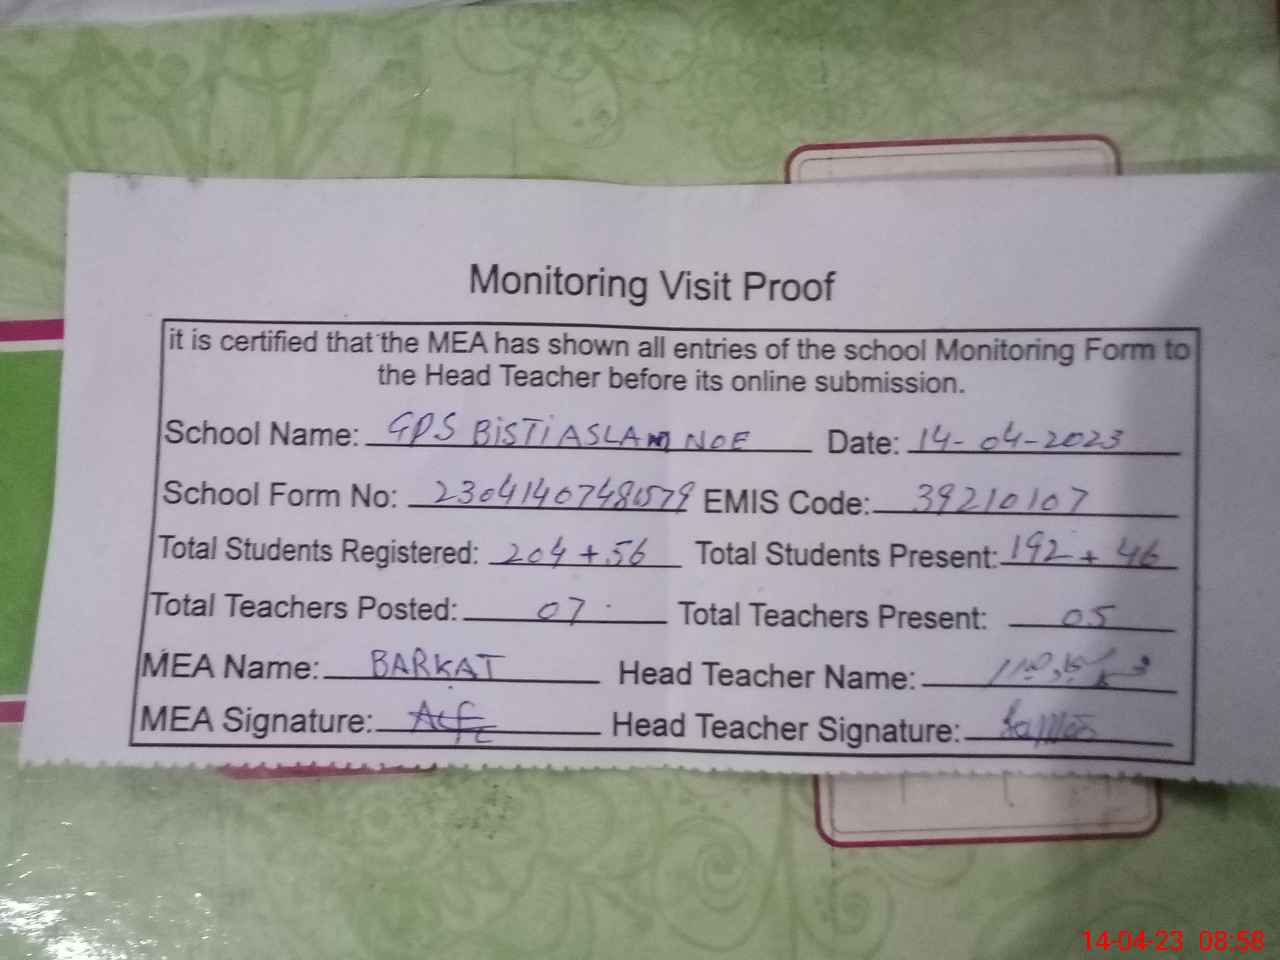 Monitoring Visit Proof
it is certified that the MEA has shown all entries of the school Monitoring Form to
the Head Teacher before its online submission.
School Name: GPS BiSTi ASLAM NOE Date: 14-04-2023
School Form No: EMIS Code: 39210107
Total Students Registered: 204+56 Total Students Present: 192+46
Total Teachers Posted: 07 Total Teachers Present: 05
MEA Name: BARKAT Head Teacher Name:
MEA Signature: Head Teacher Signature:
14-04-23 08:58